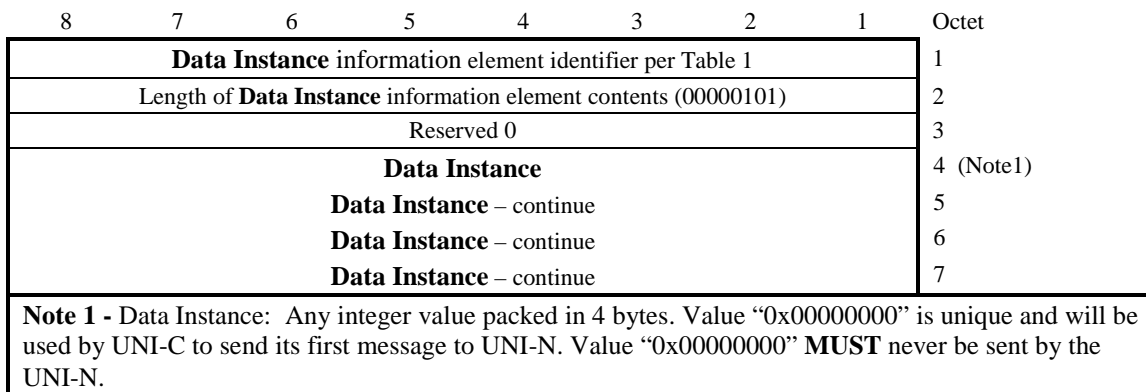 8 7 6 5 4 3 2 1 Octet
Data Instance information element identifier per Table 1 1
Length of Data Instance information element contents (00000101) 2
Reserved 0 3
Data Instance 4 (Note1)
Data Instance – continue 5
Data Instance – continue 6
Data Instance – continue 7
Note 1 - Data Instance: Any integer value packed in 4 bytes. Value “0x00000000” is unique and will be
used by UNI-C to send its first message to UNI-N. Value “0x00000000” MUST never be sent by the
UNI-N.